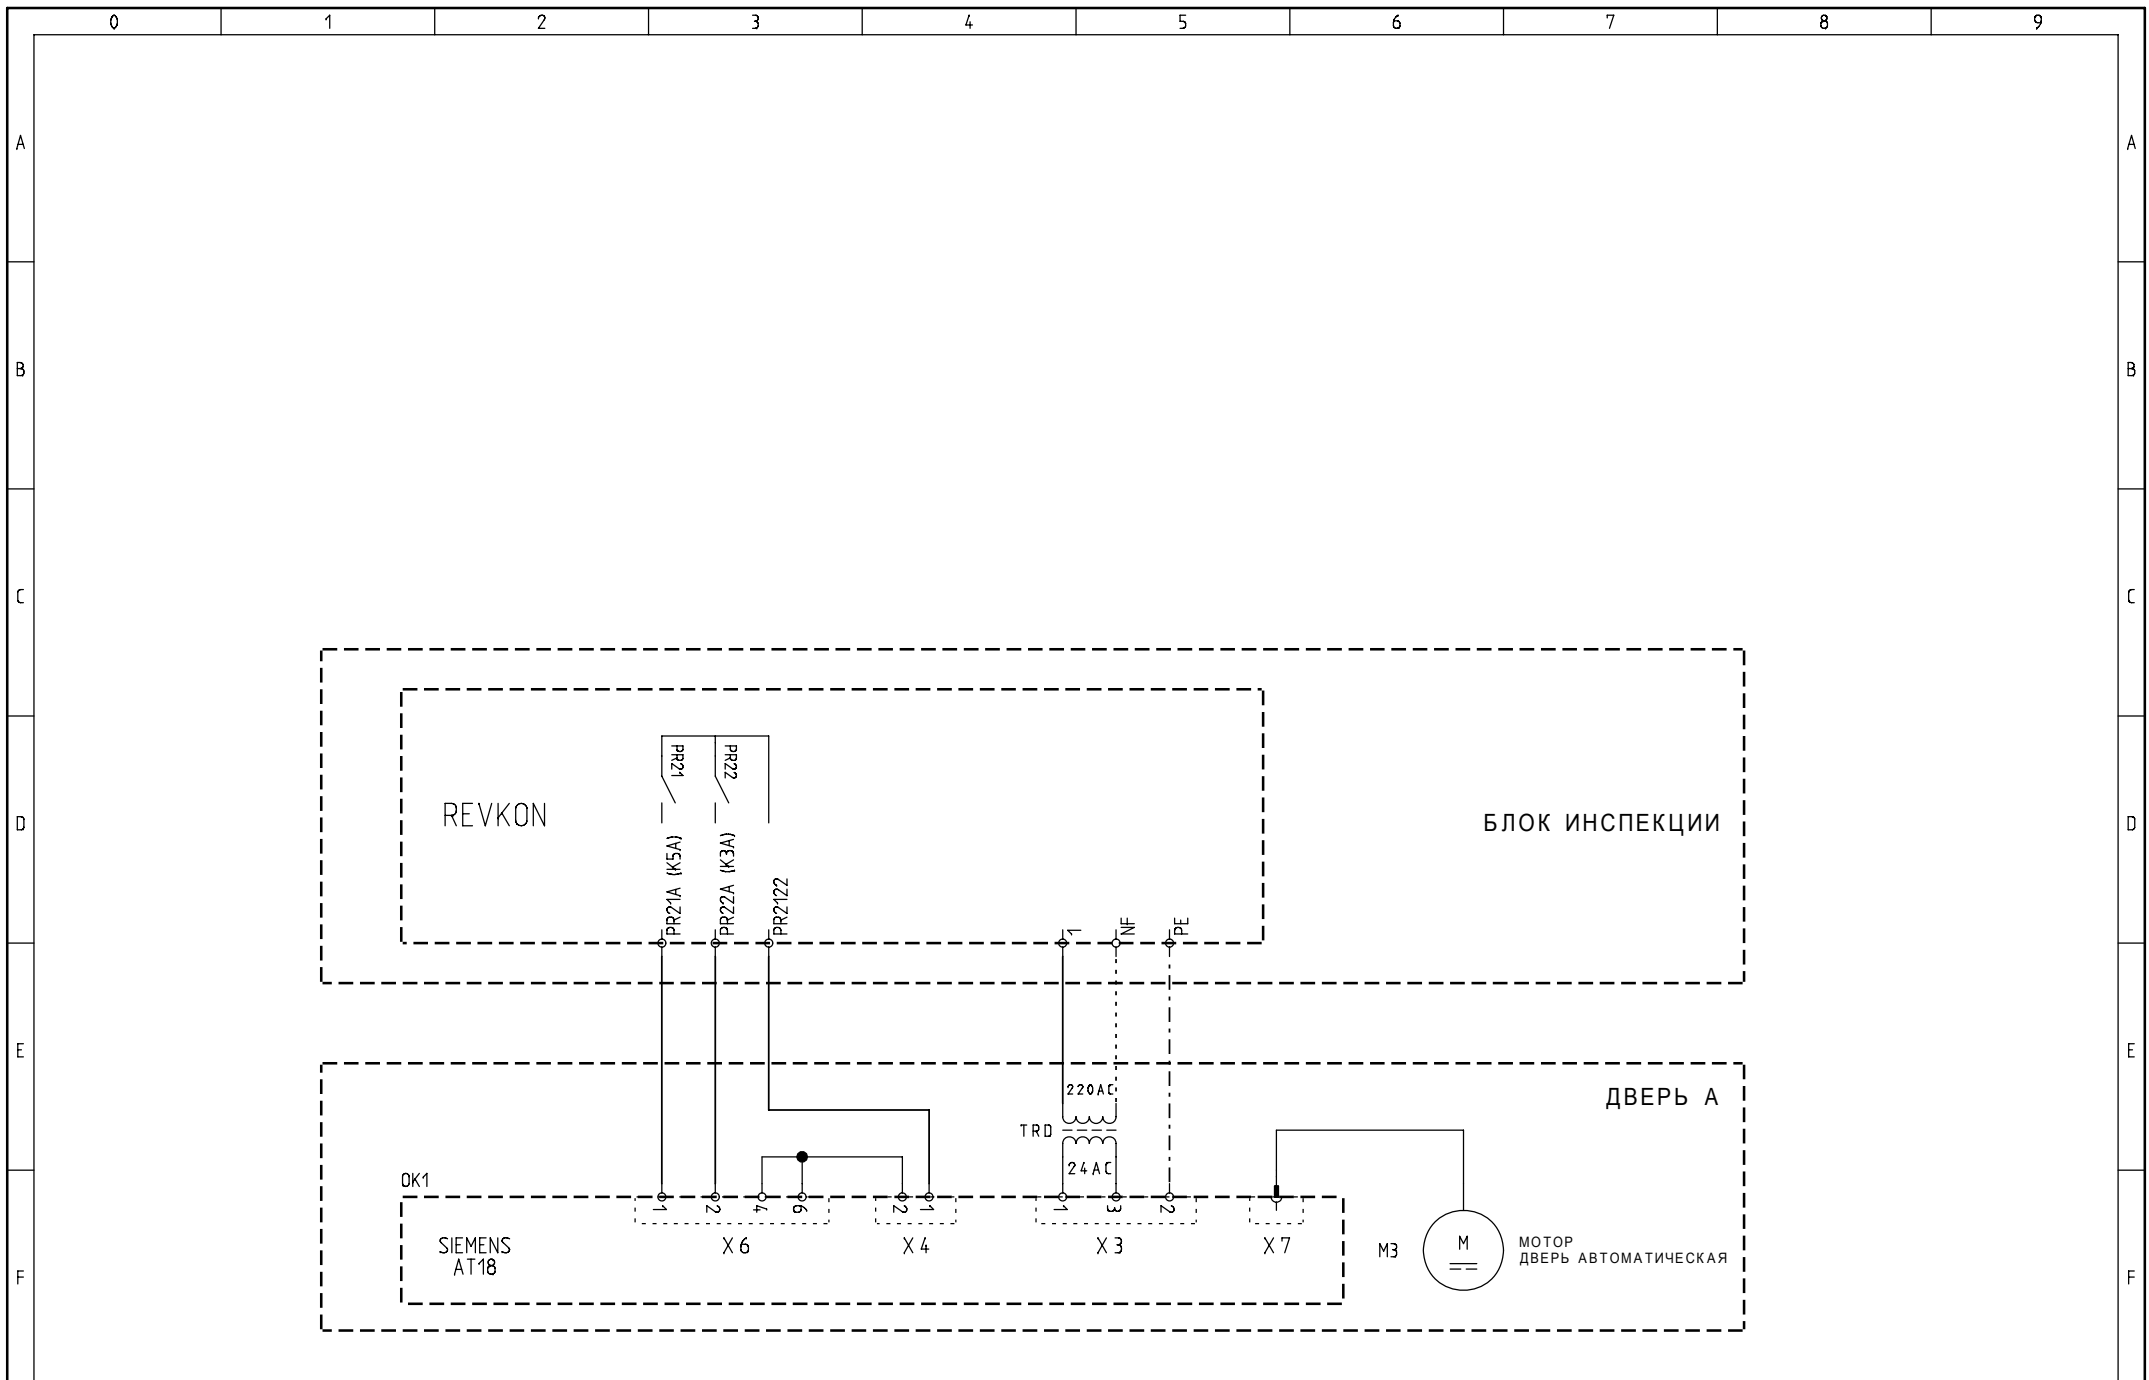 0 1 2 3 4 5 6 7 8 9
A A
B B
C C
PR21 PR22
REVKON
БЛОК ИНСПЕКЦИИ
D D
PR21A (K5A) PR22A (K3A) PR2122 1 NF PE
E E
220AC
ДВЕРЬ А
TRD
24AC
OK1
1 2 4 6 2 1 1 3 2
SIEMENS
AT18
X6 X4 X3 X7
M3 M
МОТОР
ДВЕРЬ АВТОМАТИЧЕСКАЯ
F F